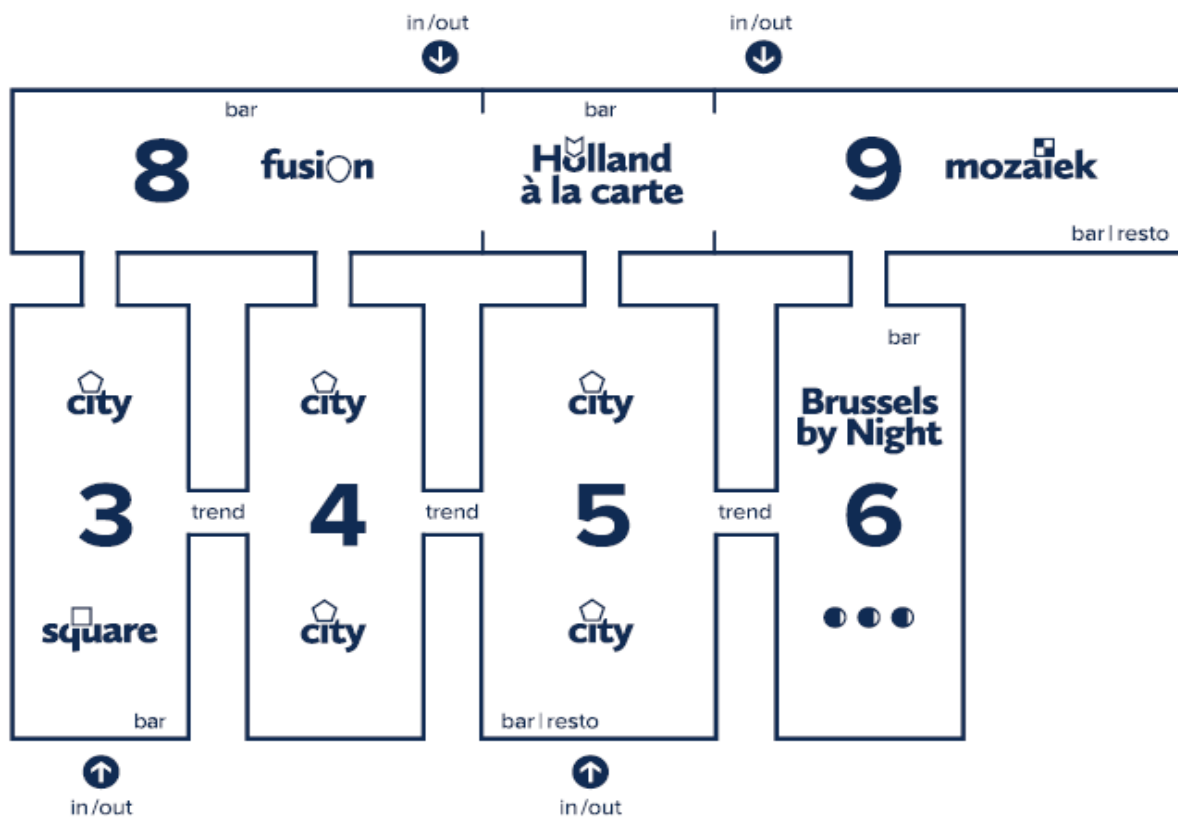 in/out
in/out
bar
bar
8
fusion
Holland
à la carte
9
mozaïek
bar|resto
bar
city
city
city
Brussels
by Night
3
trend
4
trend
5
trend
6
square
city
city
bar
bar|resto
in/out
in/out